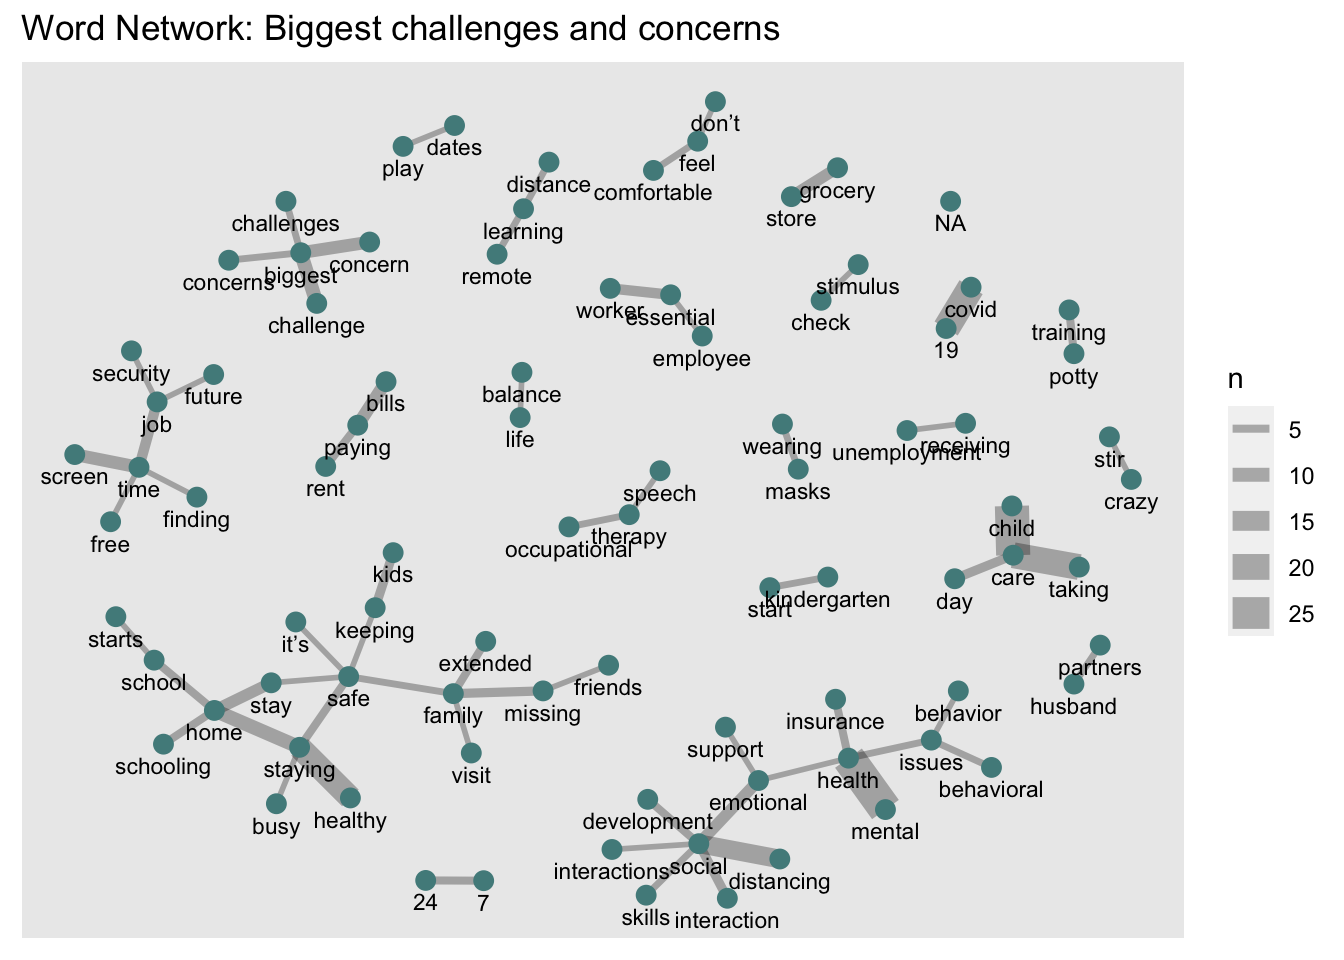 Word Network: Biggest challenges and concerns
don’t
dates
play
feel
distance
comfortable
grocery
store
challenges
learning
NA
concerns
biggest
concern
remote
stimulus
covid
worker
essential
challenge
check
training
19
employee
security
potty
future
balance
bills
job
life
paying
wearing
receiving
unemployment
stir
screen
time
rent
speech
masks
crazy
finding
free
therapy
occupational
child
kids
care
taking
day
kindergarten
start
starts
it’s
keeping
extended
partners
school
friends
stay
safe
family
missing
husband
home
insurance
behavior
support
schooling
staying
visit
health
issues
behavioral
emotional
busy
healthy
development
mental
interactions
social
distancing
24
7
skills
interaction
n
5
10
15
20
25